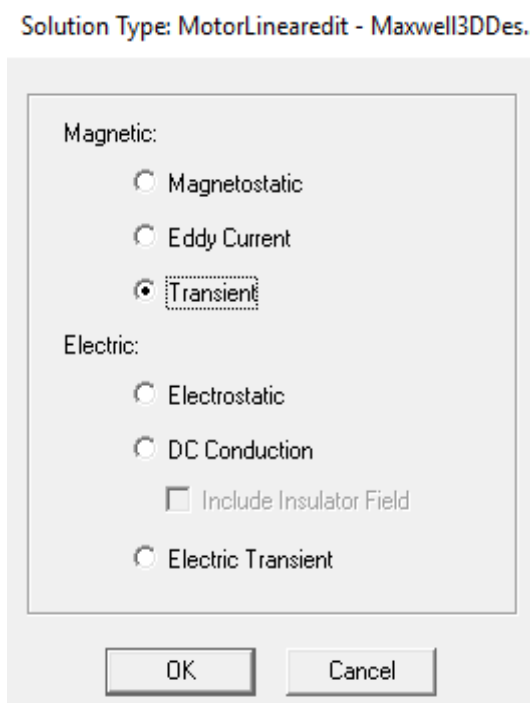 Solution Type: MotorLinearedit - Maxwell3DDes.
Magnetic:
Magnetostatic
Eddy Current
Transient
Electric:
Electrostatic
DC Conduction
Include Insulator Field
Electric Transient
OK Cancel